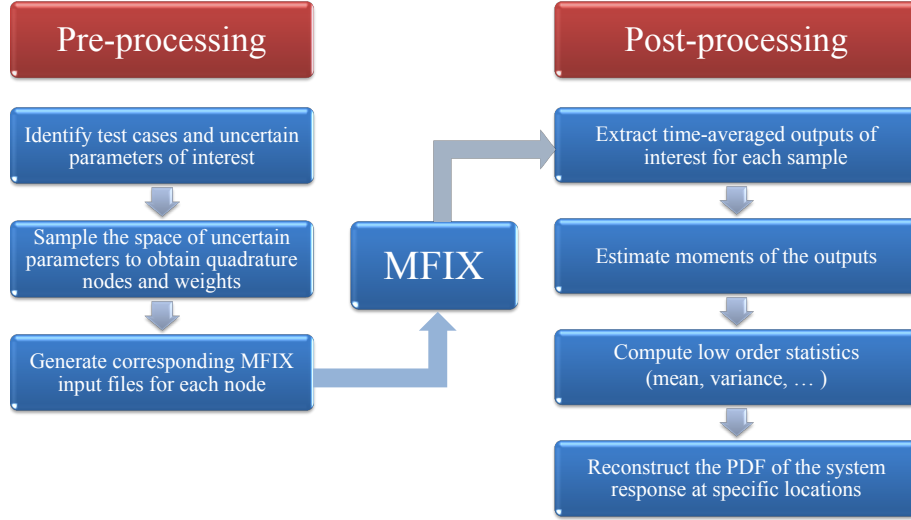 Pre-processing
Identify test cases and uncertain
parameters of interest
Sample the space of uncertain
parameters to obtain quadrature
nodes and weights
Generate corresponding MFIX
input files for each node
MFIX
Post-processing
Extract time-averaged outputs of
interest for each sample
Estimate moments of the outputs
Compute low order statistics
(mean, variance, … )
Reconstruct the PDF of the system
response at specific locations